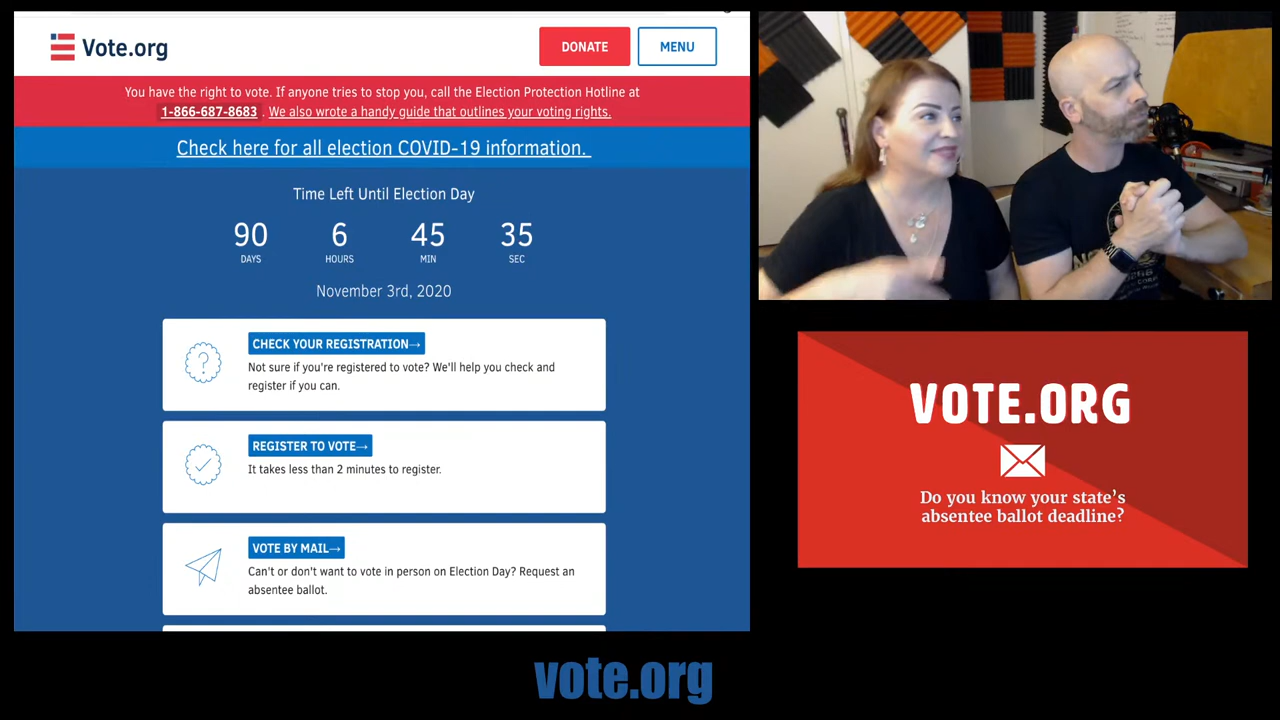 Vote.org
DONATE
MENU
You have the right to vote. If anyone tries to stop you, call the Election Protection Hotline at
1-866-687-8683 . We also wrote a handy guide that outlines your voting rights.
Check here for all election COVID-19 information.
Time Left Until Election Day
90 6 45 35
DAYS HOURS MIN SEC
November 3rd, 2020
CHECK YOUR REGISTRATION→
Not sure if you're registered to vote? We'll help you check and
register if you can.
REGISTER TO VOTE→
It takes less than 2 minutes to register.
VOTE BY MAIL→
Can't or don't want to vote in person on Election Day? Request an
absentee ballot.
VOTE.ORG
Do you know your state's
absentee ballot deadline?
vote.org